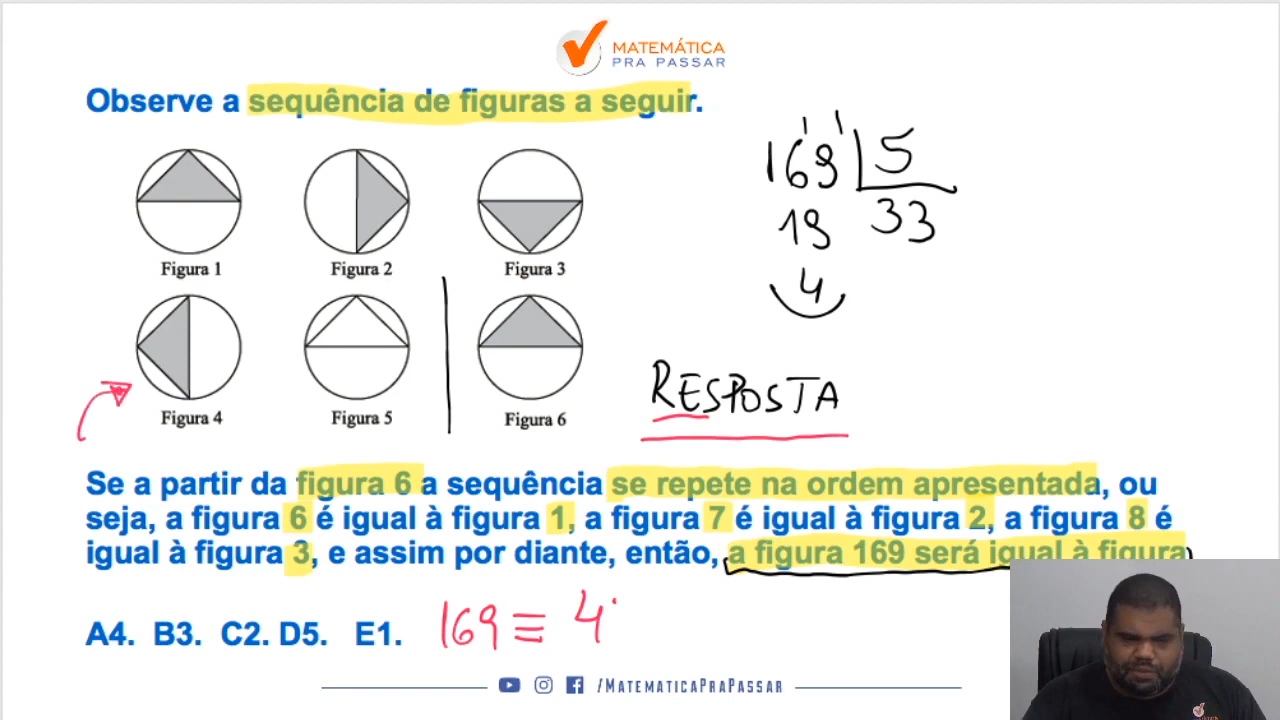 MATEMÁTICA
PRA PASSAR
Observe a sequência de figuras a seguir.
Figura 1
Figura 2
Figura 3
169 5
19 33
4
Figura 4
Figura 5
Figura 6
RESPOSTA
Se a partir da figura 6 a sequência se repete na ordem apresentada, ou
seja, a figura 6 é igual à figura 1, a figura 7 é igual à figura 2, a figura 8 é
igual à figura 3, e assim por diante, então, a figura 169 será igual à figura
A4. B3. C2. D5. E1.
169 ≡ 4
/MATEMATICAPRAPASSAR